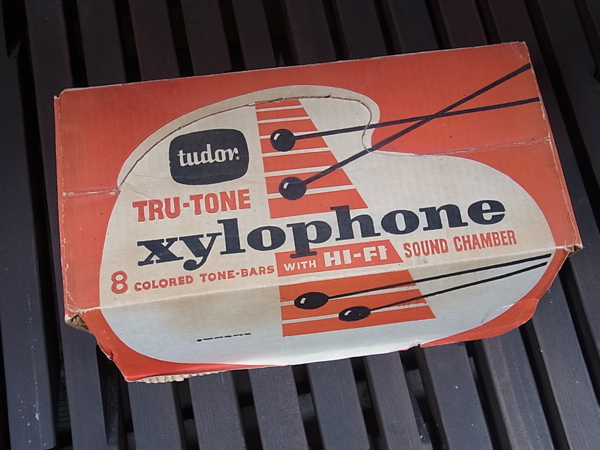 tudor.
TRU-TONE
xylophone
8 COLORED TONE-BARS WITH HI-FI SOUND CHAMBER